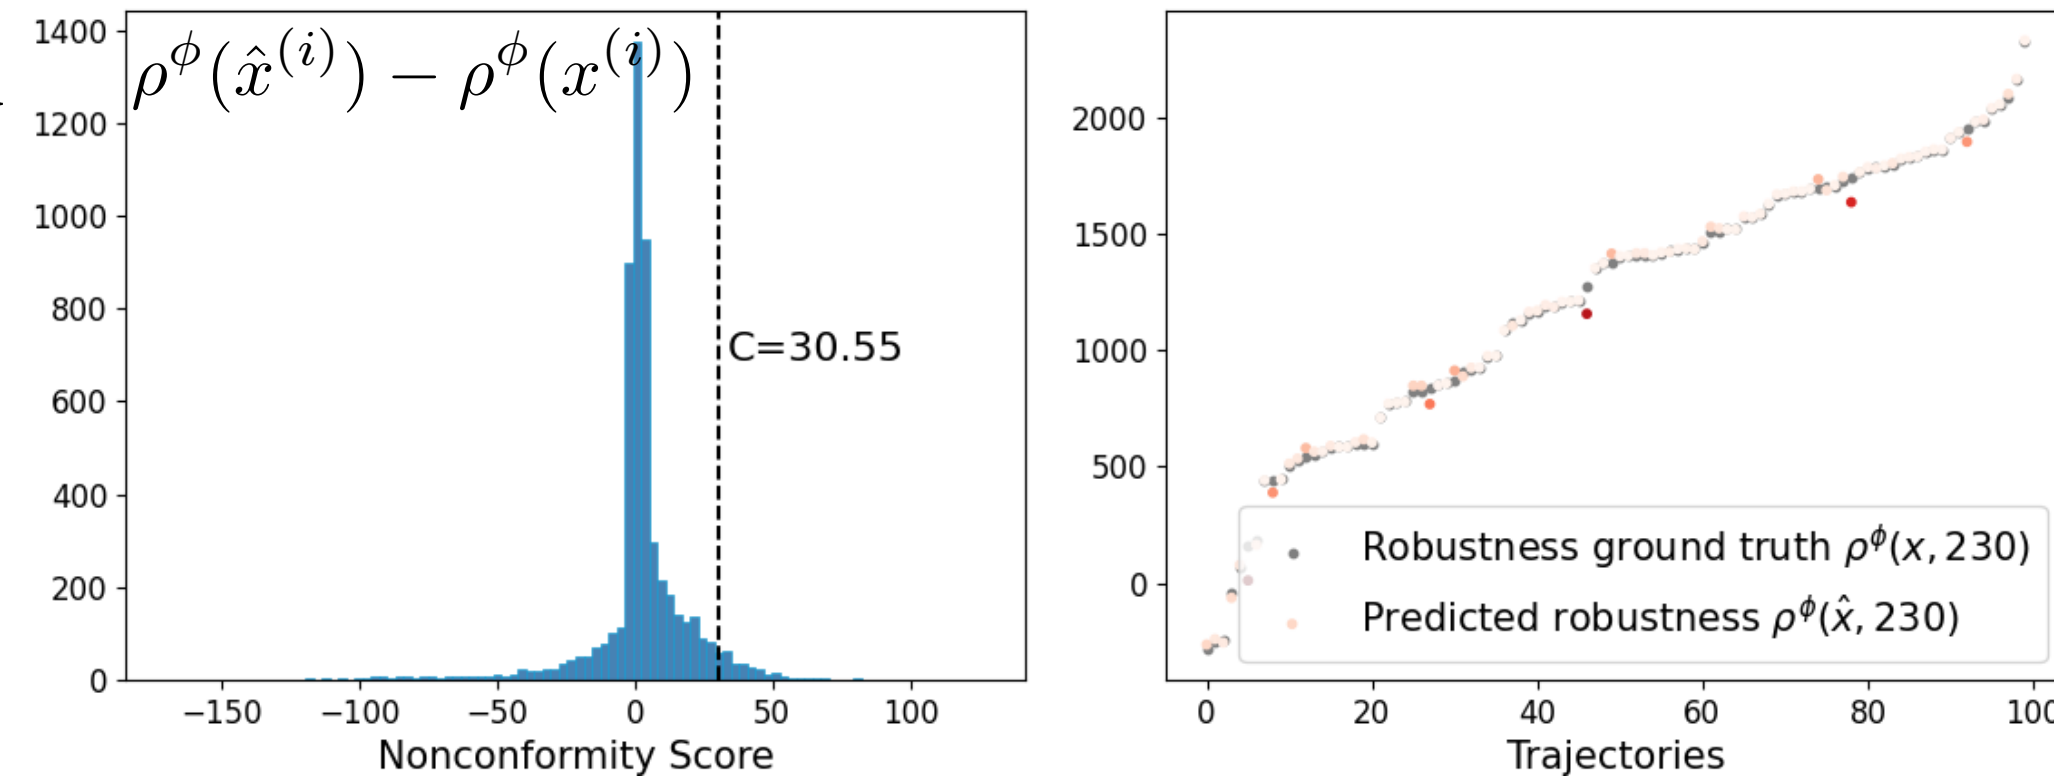 ρ^ϕ(x̂^(i)) − ρ^ϕ(x^(i))
1400
1200
1000
800
600
400
200
0
C=30.55
−150 −100 −50 0 50 100
Nonconformity Score
2000
1500
1000
500
0
Robustness ground truth ρ^ϕ(x, 230)
Predicted robustness ρ^ϕ(x̂, 230)
0 20 40 60 80 100
Trajectories